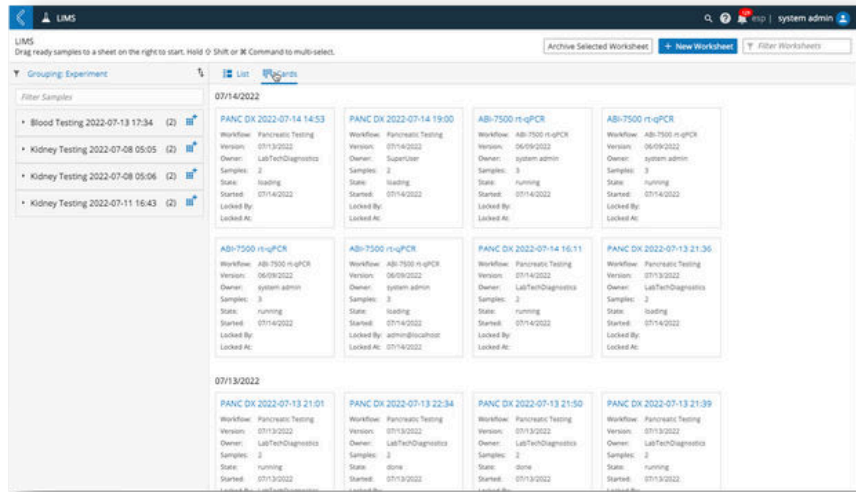 LIMS
esp | system admin
LIMS
Drag ready samples to a sheet on the right to start. Hold ⇧ Shift or ⌘ Command to multi-select.
Archive Selected Worksheet
+ New Worksheet
Filter Worksheets
Grouping: Experiment
List
Cards
Filter Samples
Blood Testing 2022-07-13 17:34 (2)
Kidney Testing 2022-07-08 05:05 (2)
Kidney Testing 2022-07-08 05:06 (2)
Kidney Testing 2022-07-11 16:43 (2)
07/14/2022
PANC DX 2022-07-14 14:53
Workflow: Pancreatic Testing
Version: 07/13/2022
Owner: LabTechDiagnostics
Samples: 2
State: loading
Started: 07/14/2022
Locked By:
Locked At:
PANC DX 2022-07-14 19:00
Workflow: Pancreatic Testing
Version: 07/14/2022
Owner: SuperUser
Samples: 2
State: loading
Started: 07/14/2022
Locked By:
Locked At:
ABI-7500 rt-qPCR
Workflow: ABI-7500 rt-qPCR
Version: 06/09/2022
Owner: system admin
Samples: 3
State: running
Started: 07/14/2022
Locked By:
Locked At:
ABI-7500 rt-qPCR
Workflow: ABI-7500 rt-qPCR
Version: 06/09/2022
Owner: system admin
Samples: 3
State: running
Started: 07/14/2022
Locked By:
Locked At:
ABI-7500 rt-qPCR
Workflow: ABI-7500 rt-qPCR
Version: 06/09/2022
Owner: system admin
Samples: 3
State: running
Started: 07/14/2022
Locked By:
Locked At:
ABI-7500 rt-qPCR
Workflow: ABI-7500 rt-qPCR
Version: 06/09/2022
Owner: system admin
Samples: 3
State: running
Started: 07/14/2022
Locked By: admin@localhost
Locked At: 07/14/2022
PANC DX 2022-07-14 16:11
Workflow: Pancreatic Testing
Version: 07/14/2022
Owner: LabTechDiagnostics
Samples: 2
State: running
Started: 07/14/2022
Locked By:
Locked At:
PANC DX 2022-07-13 21:36
Workflow: Pancreatic Testing
Version: 07/13/2022
Owner: LabTechDiagnostics
Samples: 2
State: loading
Started: 07/14/2022
Locked By:
Locked At:
07/13/2022
PANC DX 2022-07-13 21:01
Workflow: Pancreatic Testing
Version: 07/13/2022
Owner: LabTechDiagnostics
Samples: 2
State: running
Started: 07/13/2022
Locked By: LabTechDiagnostics
PANC DX 2022-07-13 22:34
Workflow: Pancreatic Testing
Version: 07/13/2022
Owner: LabTechDiagnostics
Samples: 2
State: done
Started: 07/13/2022
Locked By:
PANC DX 2022-07-13 21:50
Workflow: Pancreatic Testing
Version: 07/13/2022
Owner: LabTechDiagnostics
Samples: 2
State: done
Started: 07/13/2022
Locked By:
PANC DX 2022-07-13 21:39
Workflow: Pancreatic Testing
Version: 07/13/2022
Owner: LabTechDiagnostics
Samples: 2
State: running
Started: 07/13/2022
Locked By: